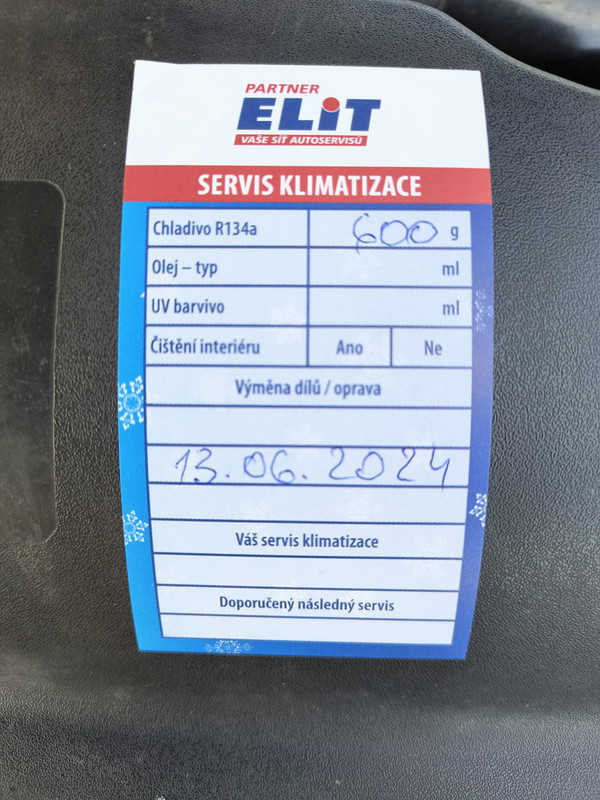 PARTNER
ELiT
VAŠE SÍŤ AUTOSERVISŮ
SERVIS KLIMATIZACE
Chladivo R134a 600 g
Olej – typ ml
UV barvivo ml
Čištění interiéru Ano Ne
Výměna dílů / oprava
13.06.2024
Váš servis klimatizace
Doporučený následný servis